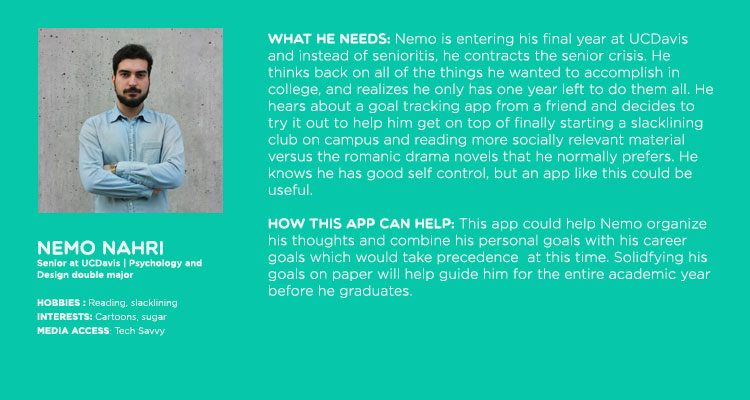 WHAT HE NEEDS: Nemo is entering his final year at UCDavis
and instead of senioritis, he contracts the senior crisis. He
thinks back on all of the things he wanted to accomplish in
college, and realizes he only has one year left to do them all. He
hears about a goal tracking app from a friend and decides to
try it out to help him get on top of finally starting a slacklining
club on campus and reading more socially relevant material
versus the romanic drama novels that he normally prefers. He
knows he has good self control, but an app like this could be
useful.
HOW THIS APP CAN HELP: This app could help Nemo organize
his thoughts and combine his personal goals with his career
goals which would take precedence at this time. Solidfying his
goals on paper will help guide him for the entire academic year
before he graduates.
NEMO NAHRI
Senior at UCDavis | Psychology and
Design double major
HOBBIES : Reading, slacklining
INTERESTS: Cartoons, sugar
MEDIA ACCESS: Tech Savvy